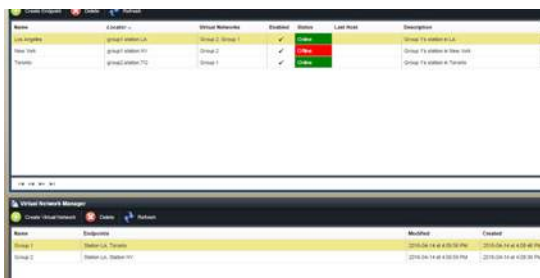 Create Endpoint Delete Refresh
Name Locator Virtual Networks Enabled Status Last Host Description
Los Angeles group1.station.LA Group 2, Group 1 ✓ Online Group 1's station in LA
New York group1.station.NY Group 2 ✓ Offline Group 1's station in New York
Toronto group2.station.TO Group 1 ✓ Online Group 1's station in Toronto
Virtual Network Manager
Create Virtual Network Delete Refresh
Name Endpoints Modified Created
Group 1 Station LA, Toronto
Group 2 Station LA, Station NY